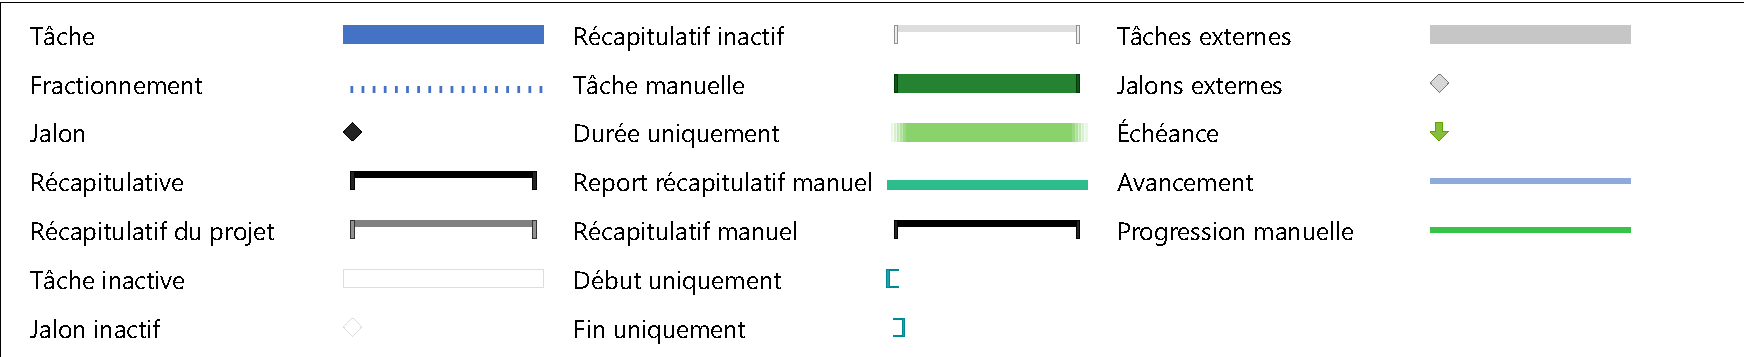 Tâche
Fractionnement
Jalon
Récapitulative
Récapitulatif du projet
Tâche inactive
Jalon inactif
Récapitulatif inactif
Tâche manuelle
Durée uniquement
Report récapitulatif manuel
Récapitulatif manuel
Début uniquement
Fin uniquement
Tâches externes
Jalons externes
Échéance
Avancement
Progression manuelle